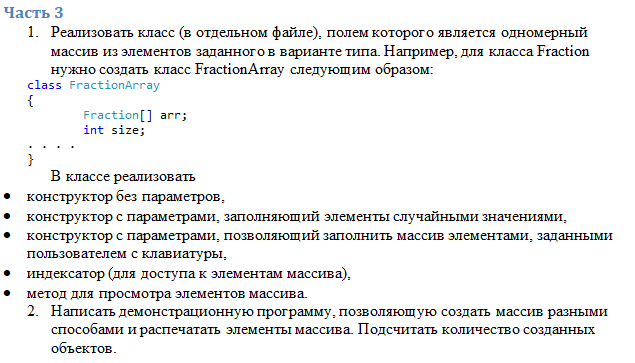 Часть 3
1. Реализовать класс (в отдельном файле), полем которого является одномерный
массив из элементов заданного в варианте типа. Например, для класса Fraction
нужно создать класс FractionArray следующим образом:
class FractionArray
{
Fraction[] arr;
int size;
. . . .
}
В классе реализовать
• конструктор без параметров,
• конструктор с параметрами, заполняющий элементы случайными значениями,
• конструктор с параметрами, позволяющий заполнить массив элементами, заданными
пользователем с клавиатуры,
• индексатор (для доступа к элементам массива),
• метод для просмотра элементов массива.
2. Написать демонстрационную программу, позволяющую создать массив разными
способами и распечатать элементы массива. Подсчитать количество созданных
объектов.